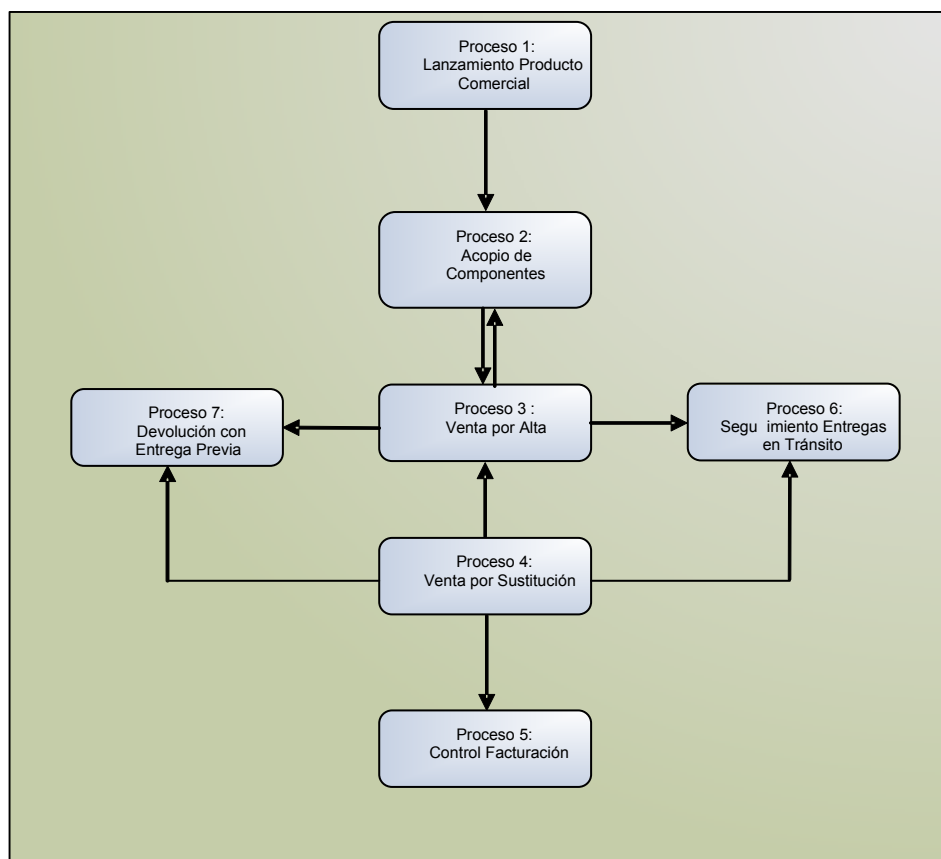 Proceso 1:
Lanzamiento Producto
Comercial
Proceso 2:
Acopio de
Componentes
Proceso 7:
Devolución con
Entrega Previa
Proceso 3 :
Venta por Alta
Proceso 6:
Segu imiento Entregas
en Tránsito
Proceso 4:
Venta por Sustitución
Proceso 5:
Control Facturación